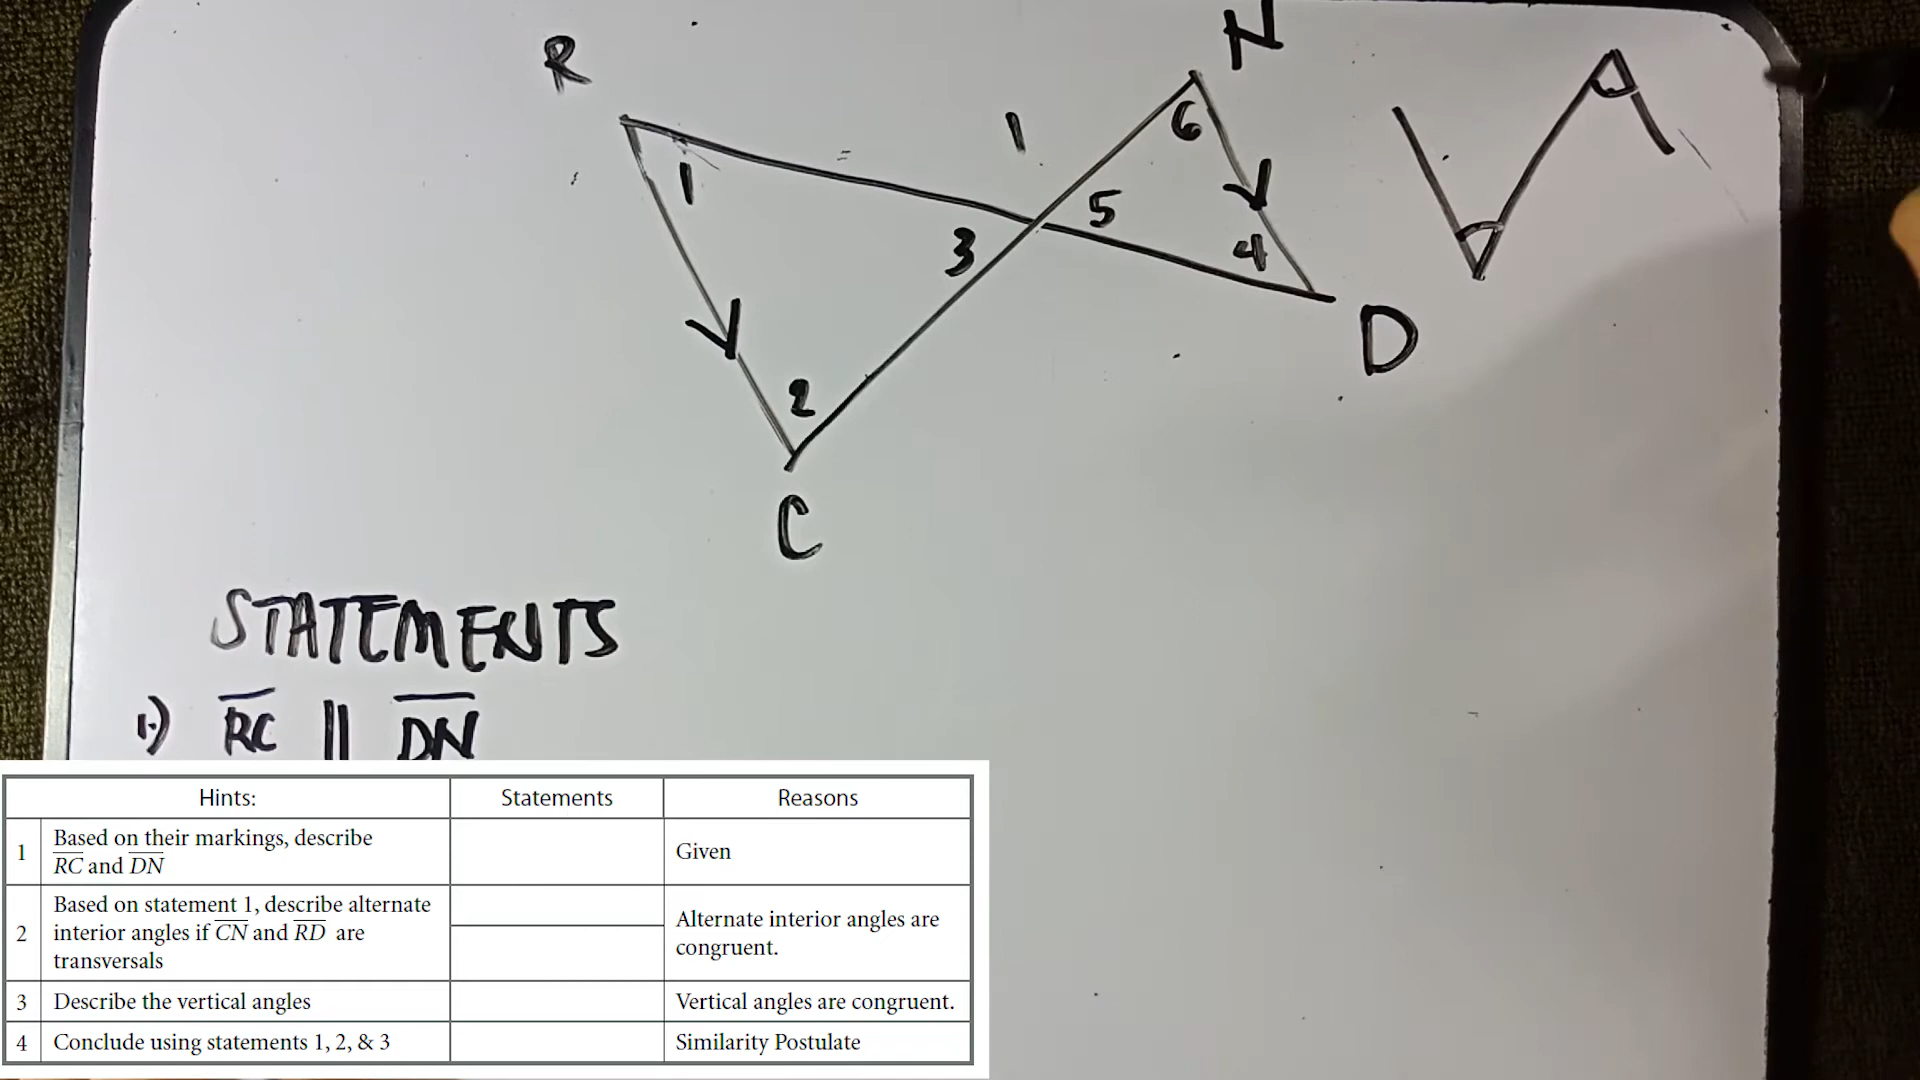 R
N
1
6
1
5
3
4
D
2
C
STATEMENTS
1.) RC || DN
Hints: Statements Reasons
1 Based on their markings, describe RC and DN Given
2 Based on statement 1, describe alternate interior angles if CN and RD are transversals Alternate interior angles are congruent.
3 Describe the vertical angles Vertical angles are congruent.
4 Conclude using statements 1, 2, & 3 Similarity Postulate